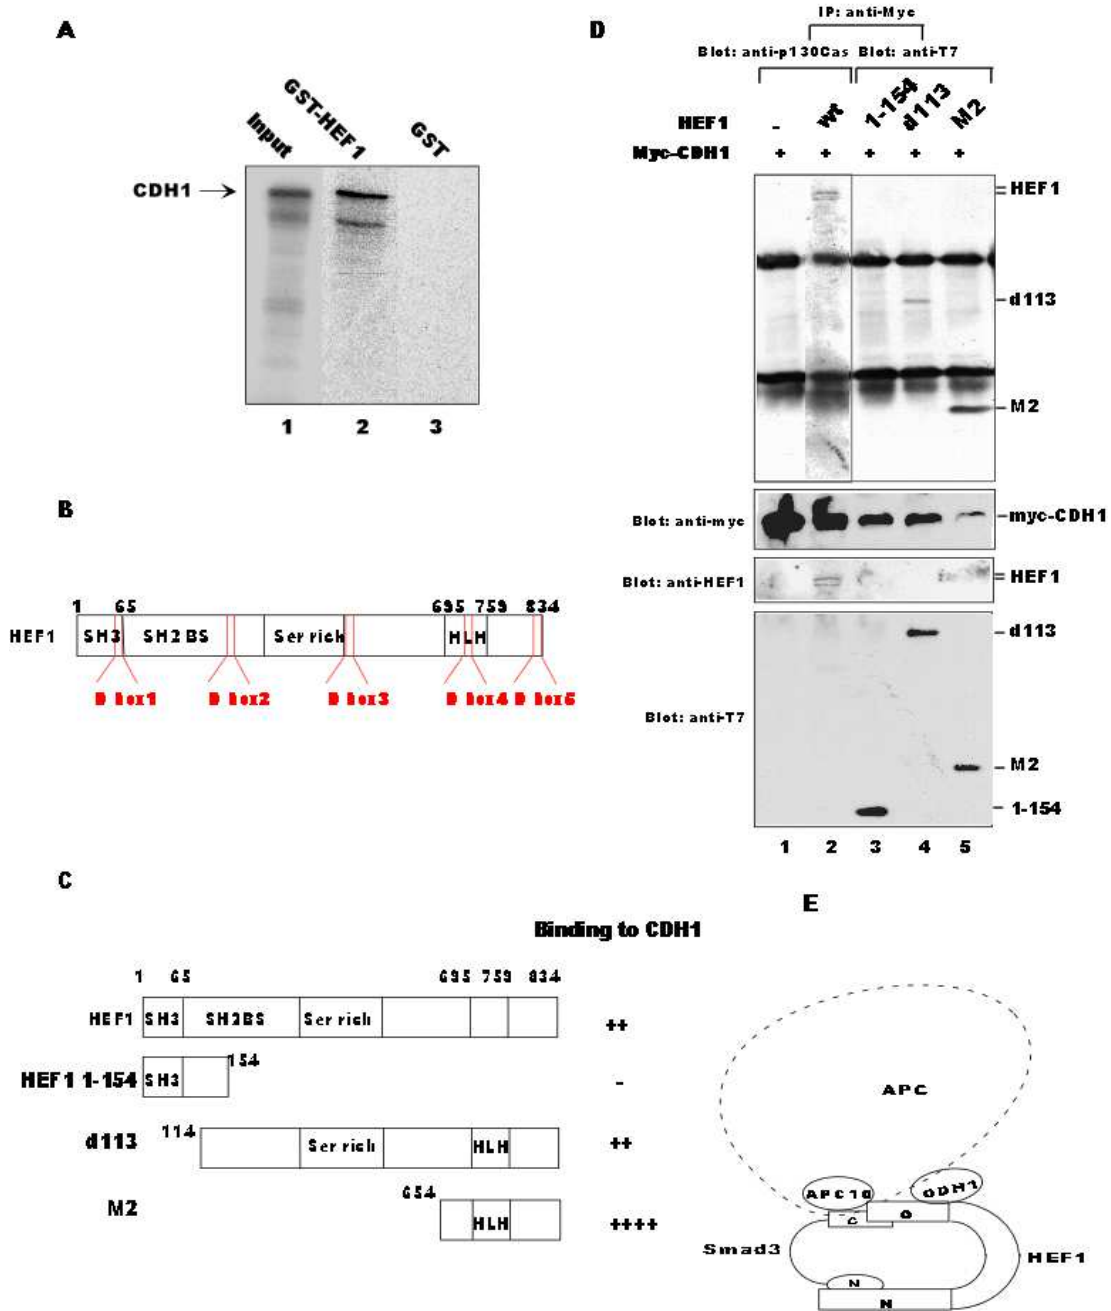 A
Input
GST-HEF1
GST
CDH1
1 2 3
B
1 65 695 759 834
HEF1 SH3 SH2 BS Ser rich HLH
D box1 D box2 D box3 D box4 D box5
C
Binding to CDH1
1 65 695 759 834
HEF1 SH3 SH2BS Ser rich ++
154
HEF1 1-154 SH3 -
d113 114 Ser rich HLH ++
M2 654 HLH ++++
D
IP: anti-Myc
Blot: anti-p130Cas Blot: anti-T7
HEF1 - wt 1-154 d113 M2
Myc-CDH1 + + + + +
HEF1
d113
M2
Blot: anti-myc myc-CDH1
Blot: anti-HEF1 HEF1
d113
Blot: anti-T7
M2
1-154
1 2 3 4 5
E
APC
APC10 CDH1
C
Smad3 HEF1
N
N